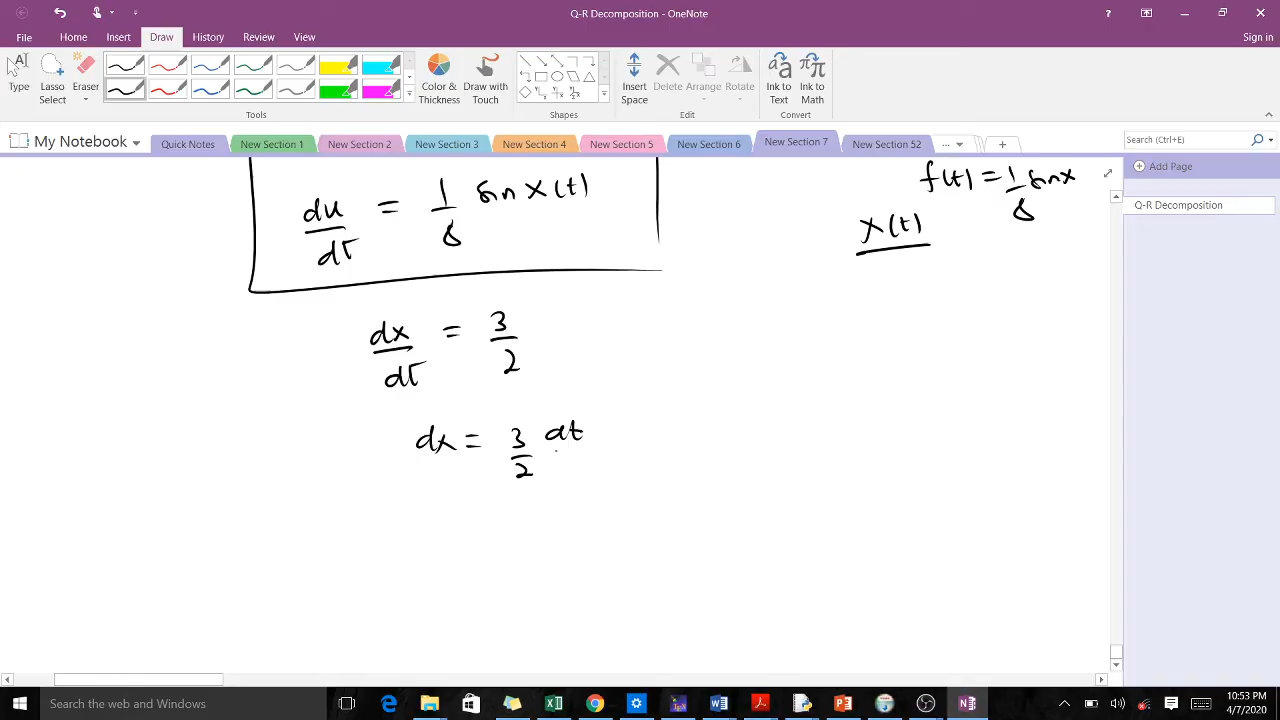 Q-R Decomposition - OneNote
File Home Insert Draw History Review View
Sign in
Type Lasso Select Eraser
Color & Thickness Draw with Touch
Insert Space Delete Arrange Rotate
Ink to Text Ink to Math
Tools Shapes Edit Convert
My Notebook Quick Notes New Section 1 New Section 2 New Section 3 New Section 4 New Section 5 New Section 6 New Section 7 New Section 52 ... +
Search (Ctrl+E)
Add Page
Q-R Decomposition
du/dt = 1/8 sin x(t)
f(t) = 1/8 sin x
x(t)
dx/dt = 3/2
dx = 3/2 dt
Search the web and Windows
10:53 PM
4/7/2020